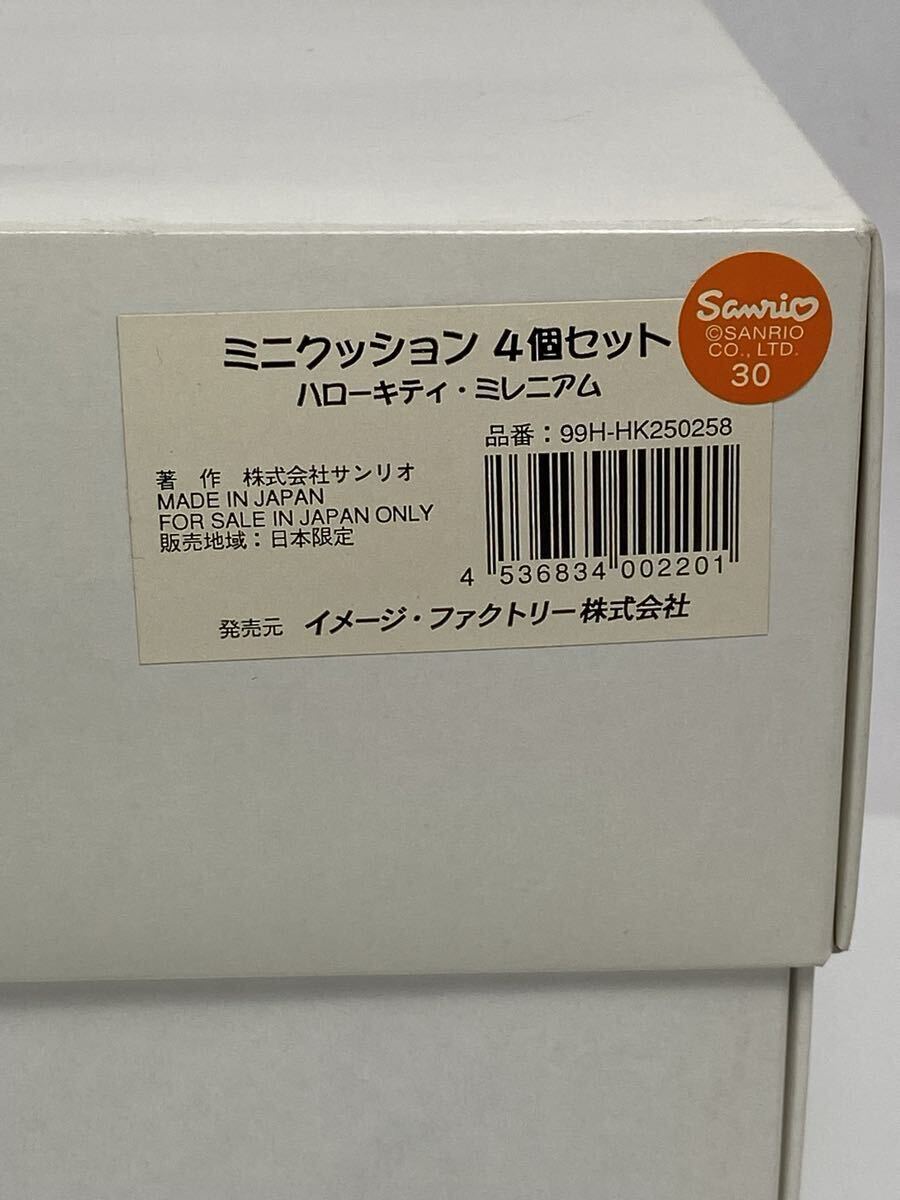 ミニクッション 4個セット
ハローキティ・ミレニアム
Sanrio
©SANRIO
CO., LTD.
30
品番：99H-HK250258
著 作 株式会社サンリオ
MADE IN JAPAN
FOR SALE IN JAPAN ONLY
販売地域：日本限定
4 536834 002201
発売元 イメージ・ファクトリー株式会社